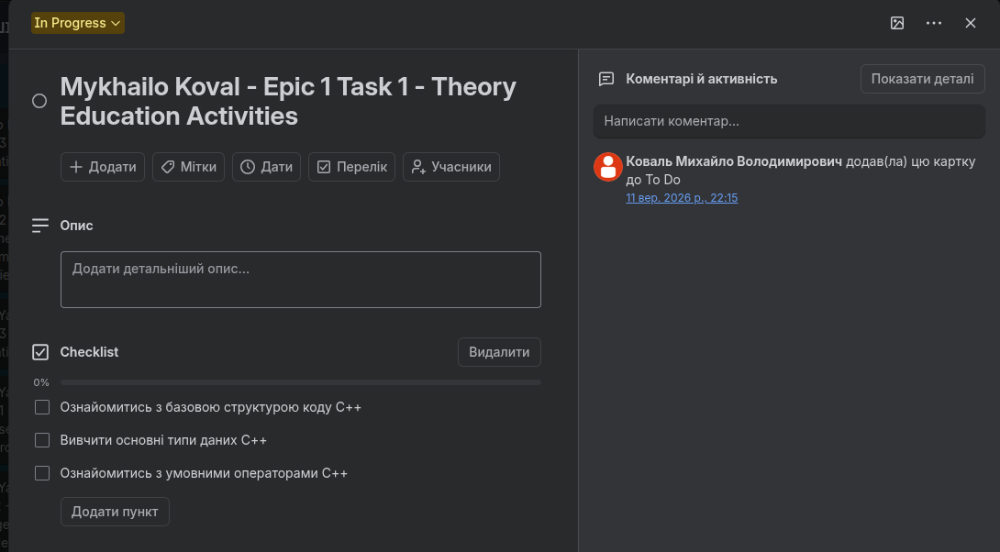 In Progress
Mykhailo Koval - Epic 1 Task 1 - Theory
Education Activities
Додати
Мітки
Дати
Перелік
Учасники
Опис
Додати детальніший опис...
Checklist
Видалити
0%
Ознайомитись з базовою структурою коду C++
Вивчити основні типи даних C++
Ознайомитись з умовними операторами C++
Додати пункт
Коментарі й активність
Показати деталі
Написати коментар...
Коваль Михайло Володимирович додав(ла) цю картку
до To Do
11 вер. 2026 р., 22:15